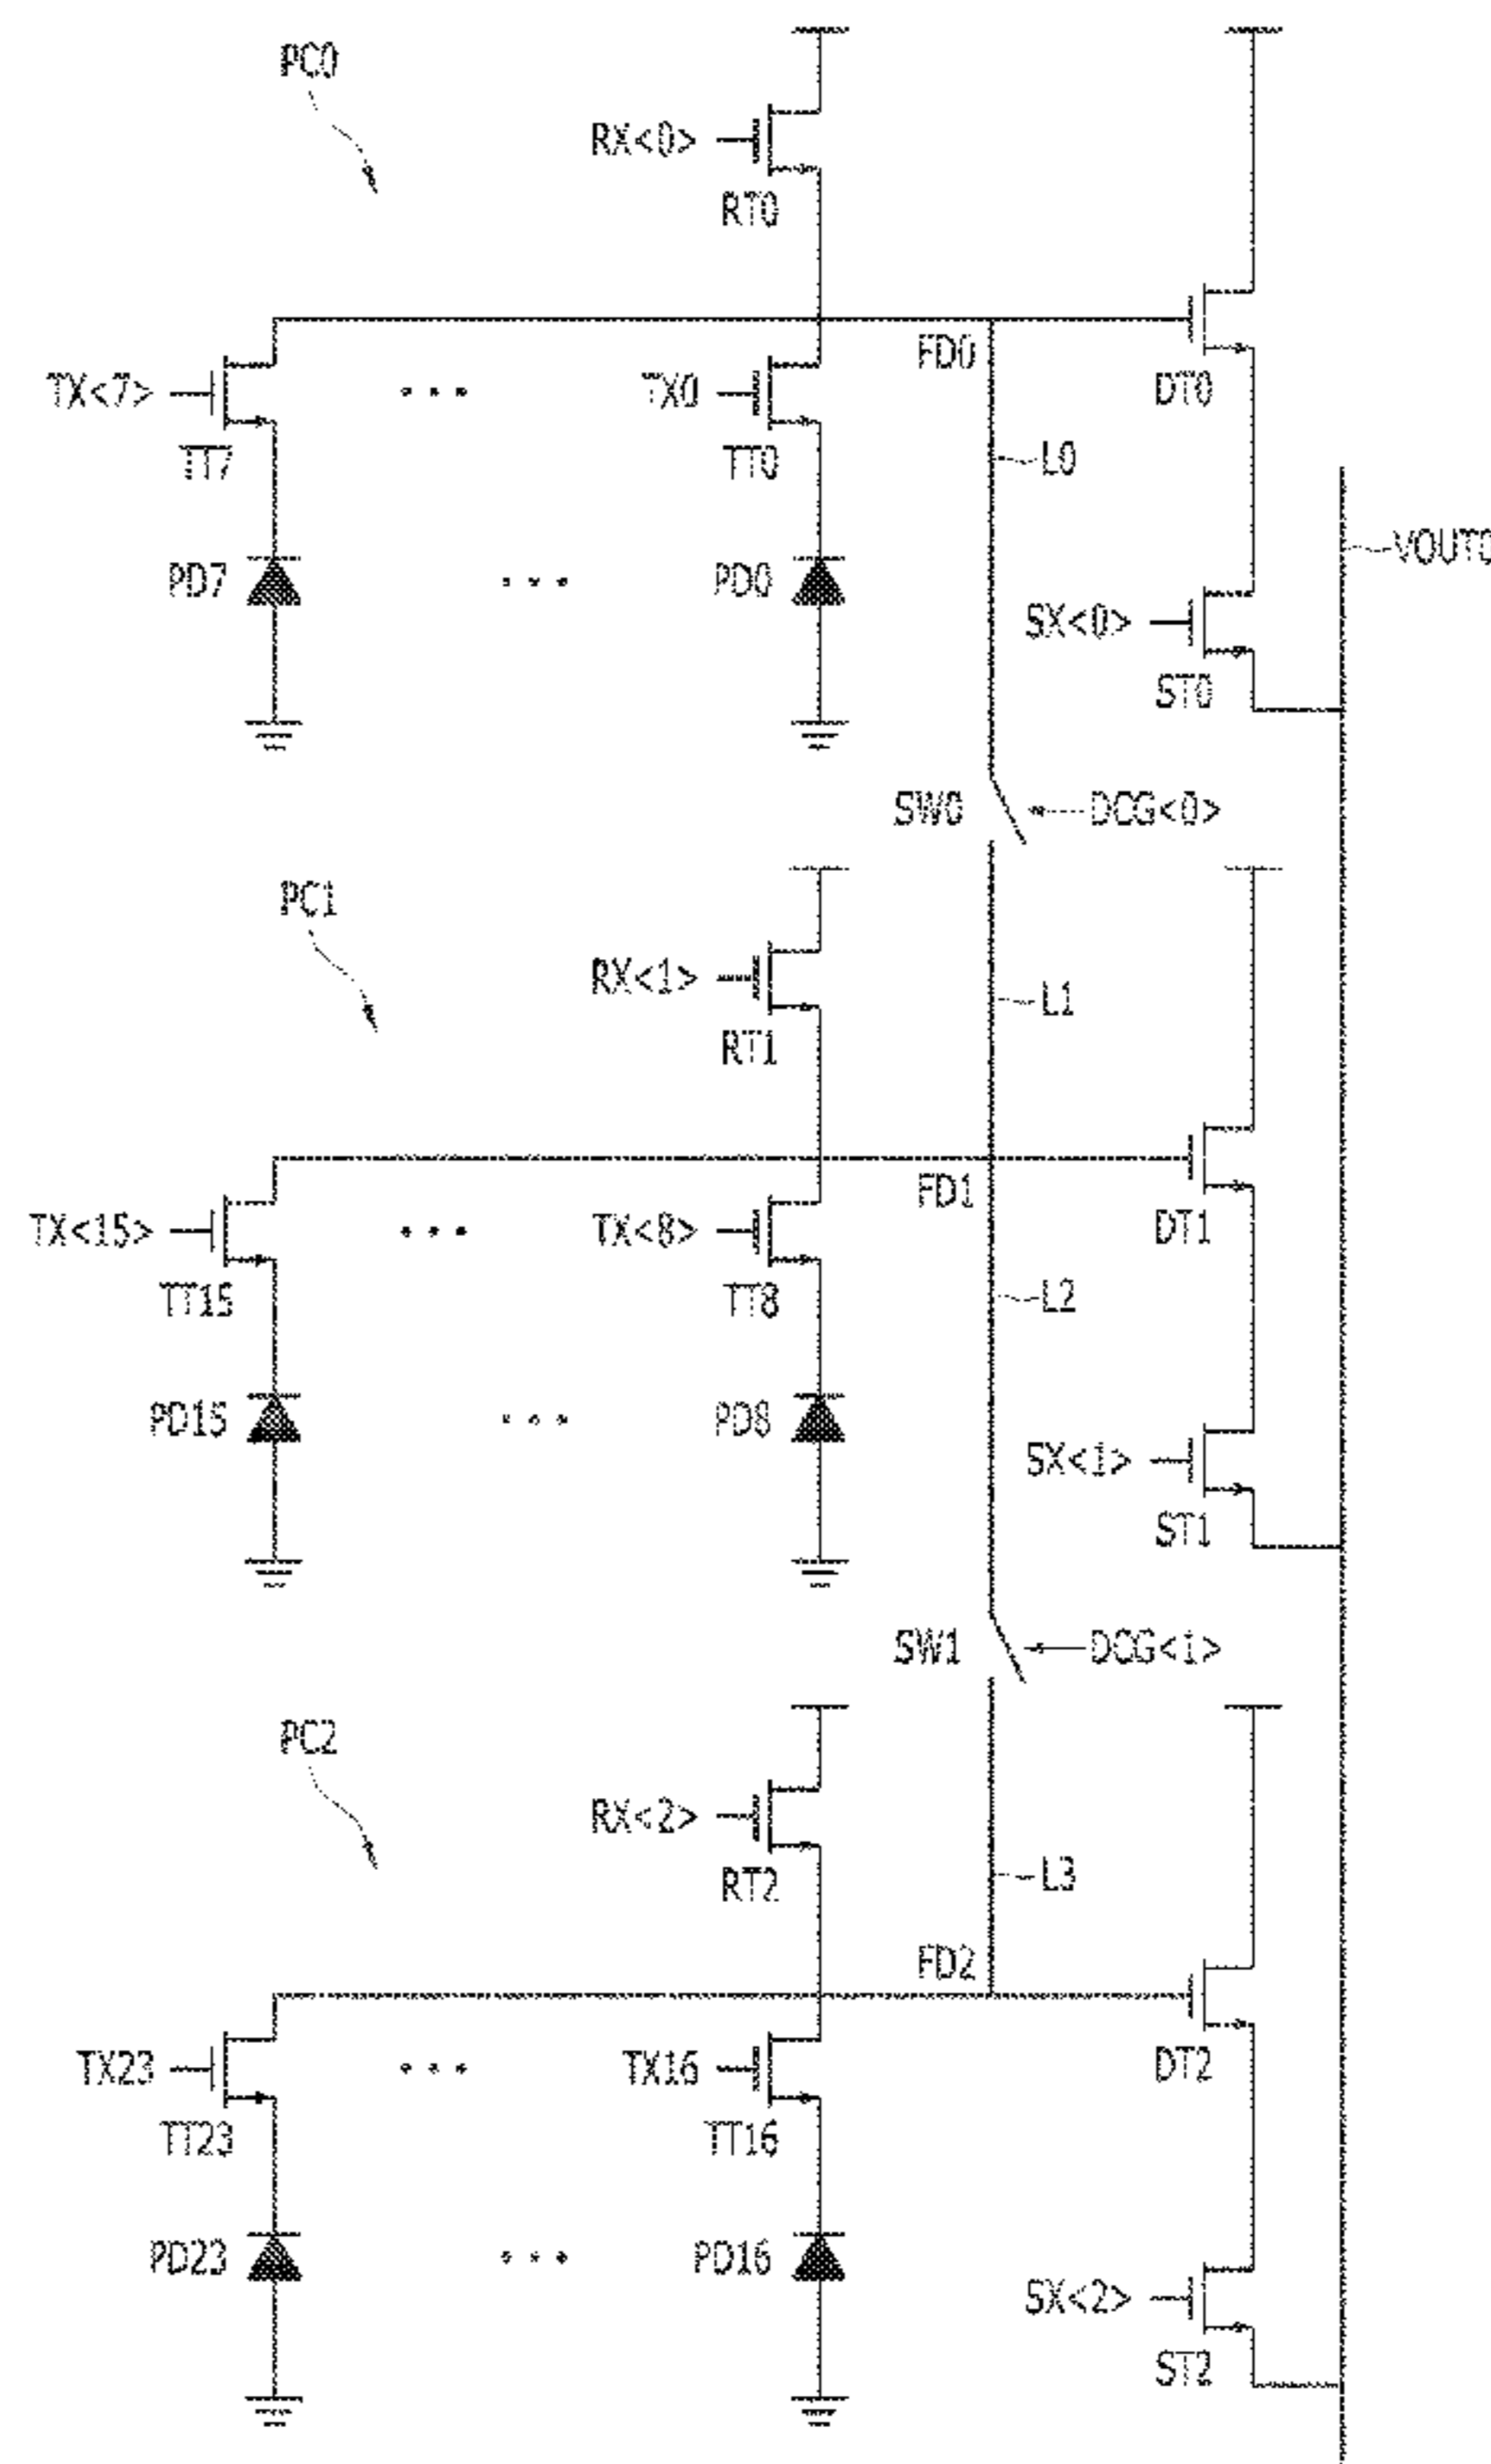 PC0
RX<0>
RT0
FD0
DT0
TX<7>
TX0
TT7
TT0
L0
VOUT0
PD7
PD0
SX<0>
ST0
SW0
DCG<0>
PC1
RX<1>
L1
RT1
FD1
DT1
TX<15>
TX<8>
TT15
TT8
L2
PD15
PD8
SX<1>
ST1
SW1
DCG<1>
PC2
RX<2>
RT2
L3
FD2
DT2
TX23
TX16
TT23
TT16
PD23
PD16
SX<2>
ST2